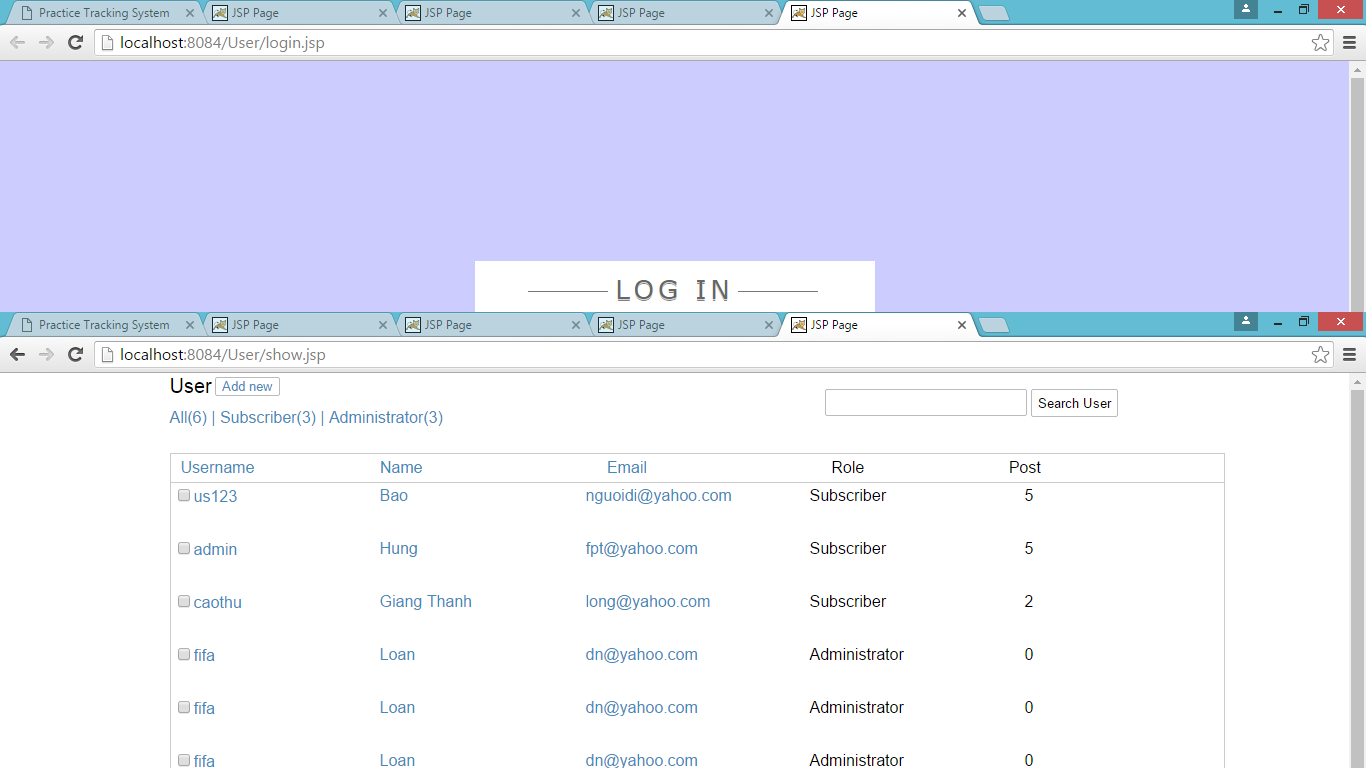 Practice Tracking System JSP Page JSP Page JSP Page JSP Page
localhost:8084/User/login.jsp
LOG IN
Practice Tracking System JSP Page JSP Page JSP Page JSP Page
localhost:8084/User/show.jsp
User Add new
Search User
All(6) | Subscriber(3) | Administrator(3)
Username Name Email Role Post
us123 Bao nguoidi@yahoo.com Subscriber 5
admin Hung fpt@yahoo.com Subscriber 5
caothu Giang Thanh long@yahoo.com Subscriber 2
fifa Loan dn@yahoo.com Administrator 0
fifa Loan dn@yahoo.com Administrator 0
fifa Loan dn@yahoo.com Administrator 0